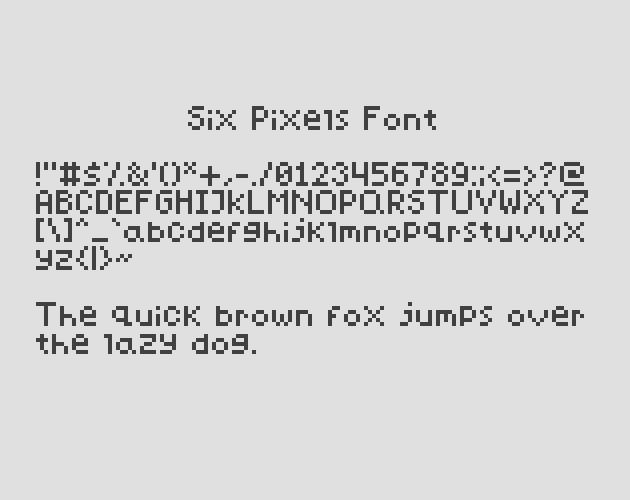 Six Pixels Font
!"#$%&'()*+,-./0123456789:;<=>?@
ABCDEFGHIJKLMNOPQRSTUVWXYZ
[\]^_`abcdefghijklmnopqrstuvwx
yz{|}~
The quick brown fox jumps over
the lazy dog.